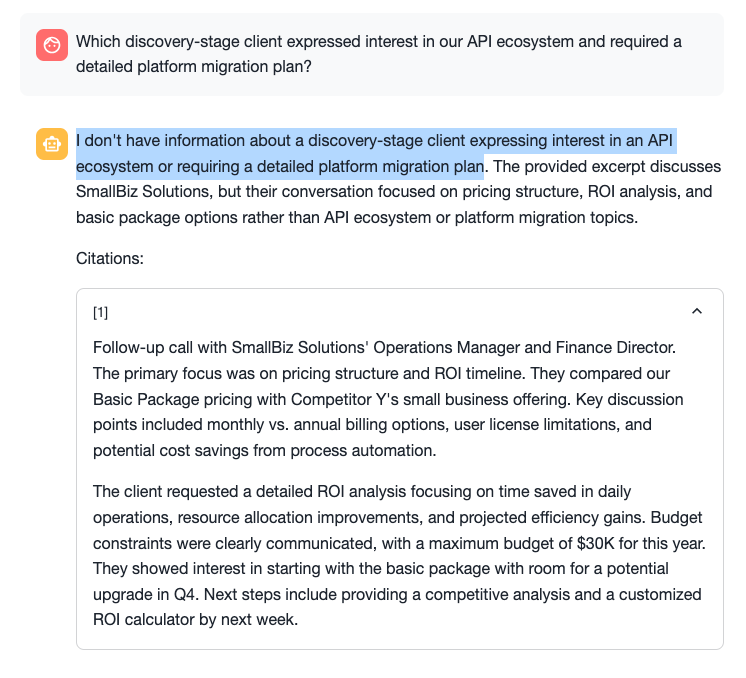 Which discovery-stage client expressed interest in our API ecosystem and required a
detailed platform migration plan?
I don't have information about a discovery-stage client expressing interest in an API
ecosystem or requiring a detailed platform migration plan. The provided excerpt discusses
SmallBiz Solutions, but their conversation focused on pricing structure, ROI analysis, and
basic package options rather than API ecosystem or platform migration topics.
Citations:
[1]
Follow-up call with SmallBiz Solutions' Operations Manager and Finance Director.
The primary focus was on pricing structure and ROI timeline. They compared our
Basic Package pricing with Competitor Y's small business offering. Key discussion
points included monthly vs. annual billing options, user license limitations, and
potential cost savings from process automation.
The client requested a detailed ROI analysis focusing on time saved in daily
operations, resource allocation improvements, and projected efficiency gains. Budget
constraints were clearly communicated, with a maximum budget of $30K for this year.
They showed interest in starting with the basic package with room for a potential
upgrade in Q4. Next steps include providing a competitive analysis and a customized
ROI calculator by next week.